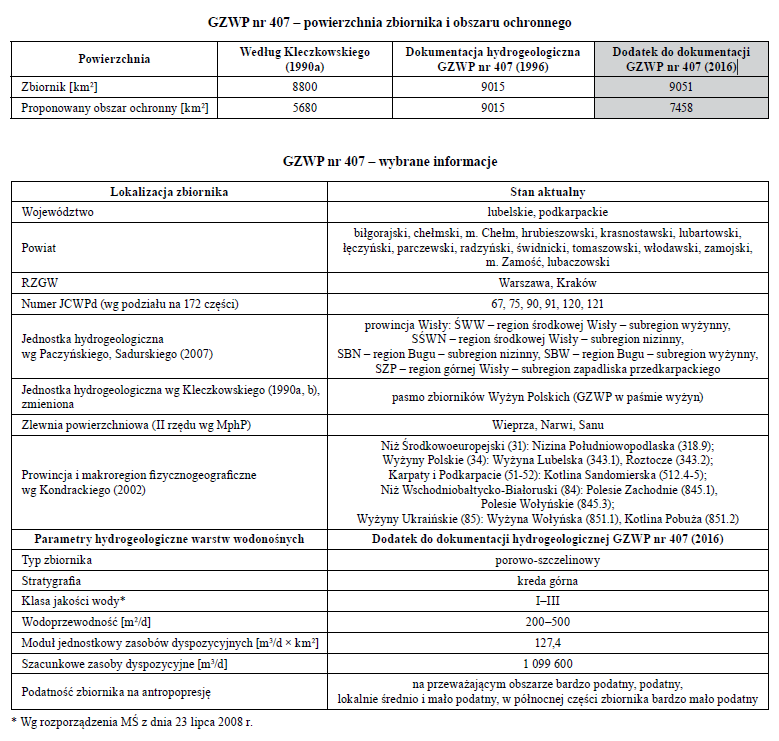 GZWP nr 407 – powierzchnia zbiornika i obszaru ochronnego
Powierzchnia
Według Kleczkowskiego
(1990a)
Dokumentacja hydrogeologiczna
GZWP nr 407 (1996)
Dodatek do dokumentacji
GZWP nr 407 (2016)
Zbiornik [km²]
8800
9015
9051
Proponowany obszar ochronny [km²]
5680
9015
7458
GZWP nr 407 – wybrane informacje
Lokalizacja zbiornika
Stan aktualny
Województwo
lubelskie, podkarpackie
Powiat
biłgorajski, chełmski, m. Chełm, hrubieszowski, krasnostawski, lubartowski,
łęczyński, parczewski, radzyński, świdnicki, tomaszowski, włodawski, zamojski,
m. Zamość, lubaczowski
RZGW
Warszawa, Kraków
Numer JCWPd (wg podziału na 172 części)
67, 75, 90, 91, 120, 121
Jednostka hydrogeologiczna
wg Paczyńskiego, Sadurskiego (2007)
prowincja Wisły: ŚWW – region środkowej Wisły – subregion wyżynny,
SŚWN – region środkowej Wisły – subregion nizinny,
SBN – region Bugu – subregion nizinny, SBW – region Bugu – subregion wyżynny,
SZP – region górnej Wisły – subregion zapadliska przedkarpackiego
Jednostka hydrogeologiczna wg Kleczkowskiego (1990a, b),
zmieniona
pasmo zbiorników Wyżyn Polskich (GZWP w paśmie wyżyn)
Zlewnia powierzchniowa (II rzędu wg MphP)
Wieprza, Narwi, Sanu
Prowincja i makroregion fizycznogeograficzne
wg Kondrackiego (2002)
Niż Środkowoeuropejski (31): Nizina Południowopodlaska (318.9);
Wyżyny Polskie (34): Wyżyna Lubelska (343.1), Roztocze (343.2);
Karpaty i Podkarpacie (51-52): Kotlina Sandomierska (512.4-5);
Niż Wschodniobałtycko-Białoruski (84): Polesie Zachodnie (845.1),
Polesie Wołyńskie (845.3);
Wyżyny Ukraińskie (85): Wyżyna Wołyńska (851.1), Kotlina Pobuża (851.2)
Parametry hydrogeologiczne warstw wodonośnych
Dodatek do dokumentacji hydrogeologicznej GZWP nr 407 (2016)
Typ zbiornika
porowo-szczelinowy
Stratygrafia
kreda górna
Klasa jakości wody*
I–III
Wodoprzewodność [m²/d]
200–500
Moduł jednostkowy zasobów dyspozycyjnych [m³/d × km²]
127,4
Szacunkowe zasoby dyspozycyjne [m³/d]
1 099 600
Podatność zbiornika na antropopresję
na przeważającym obszarze bardzo podatny, podatny,
lokalnie średnio i mało podatny, w północnej części zbiornika bardzo mało podatny
* Wg rozporządzenia MŚ z dnia 23 lipca 2008 r.